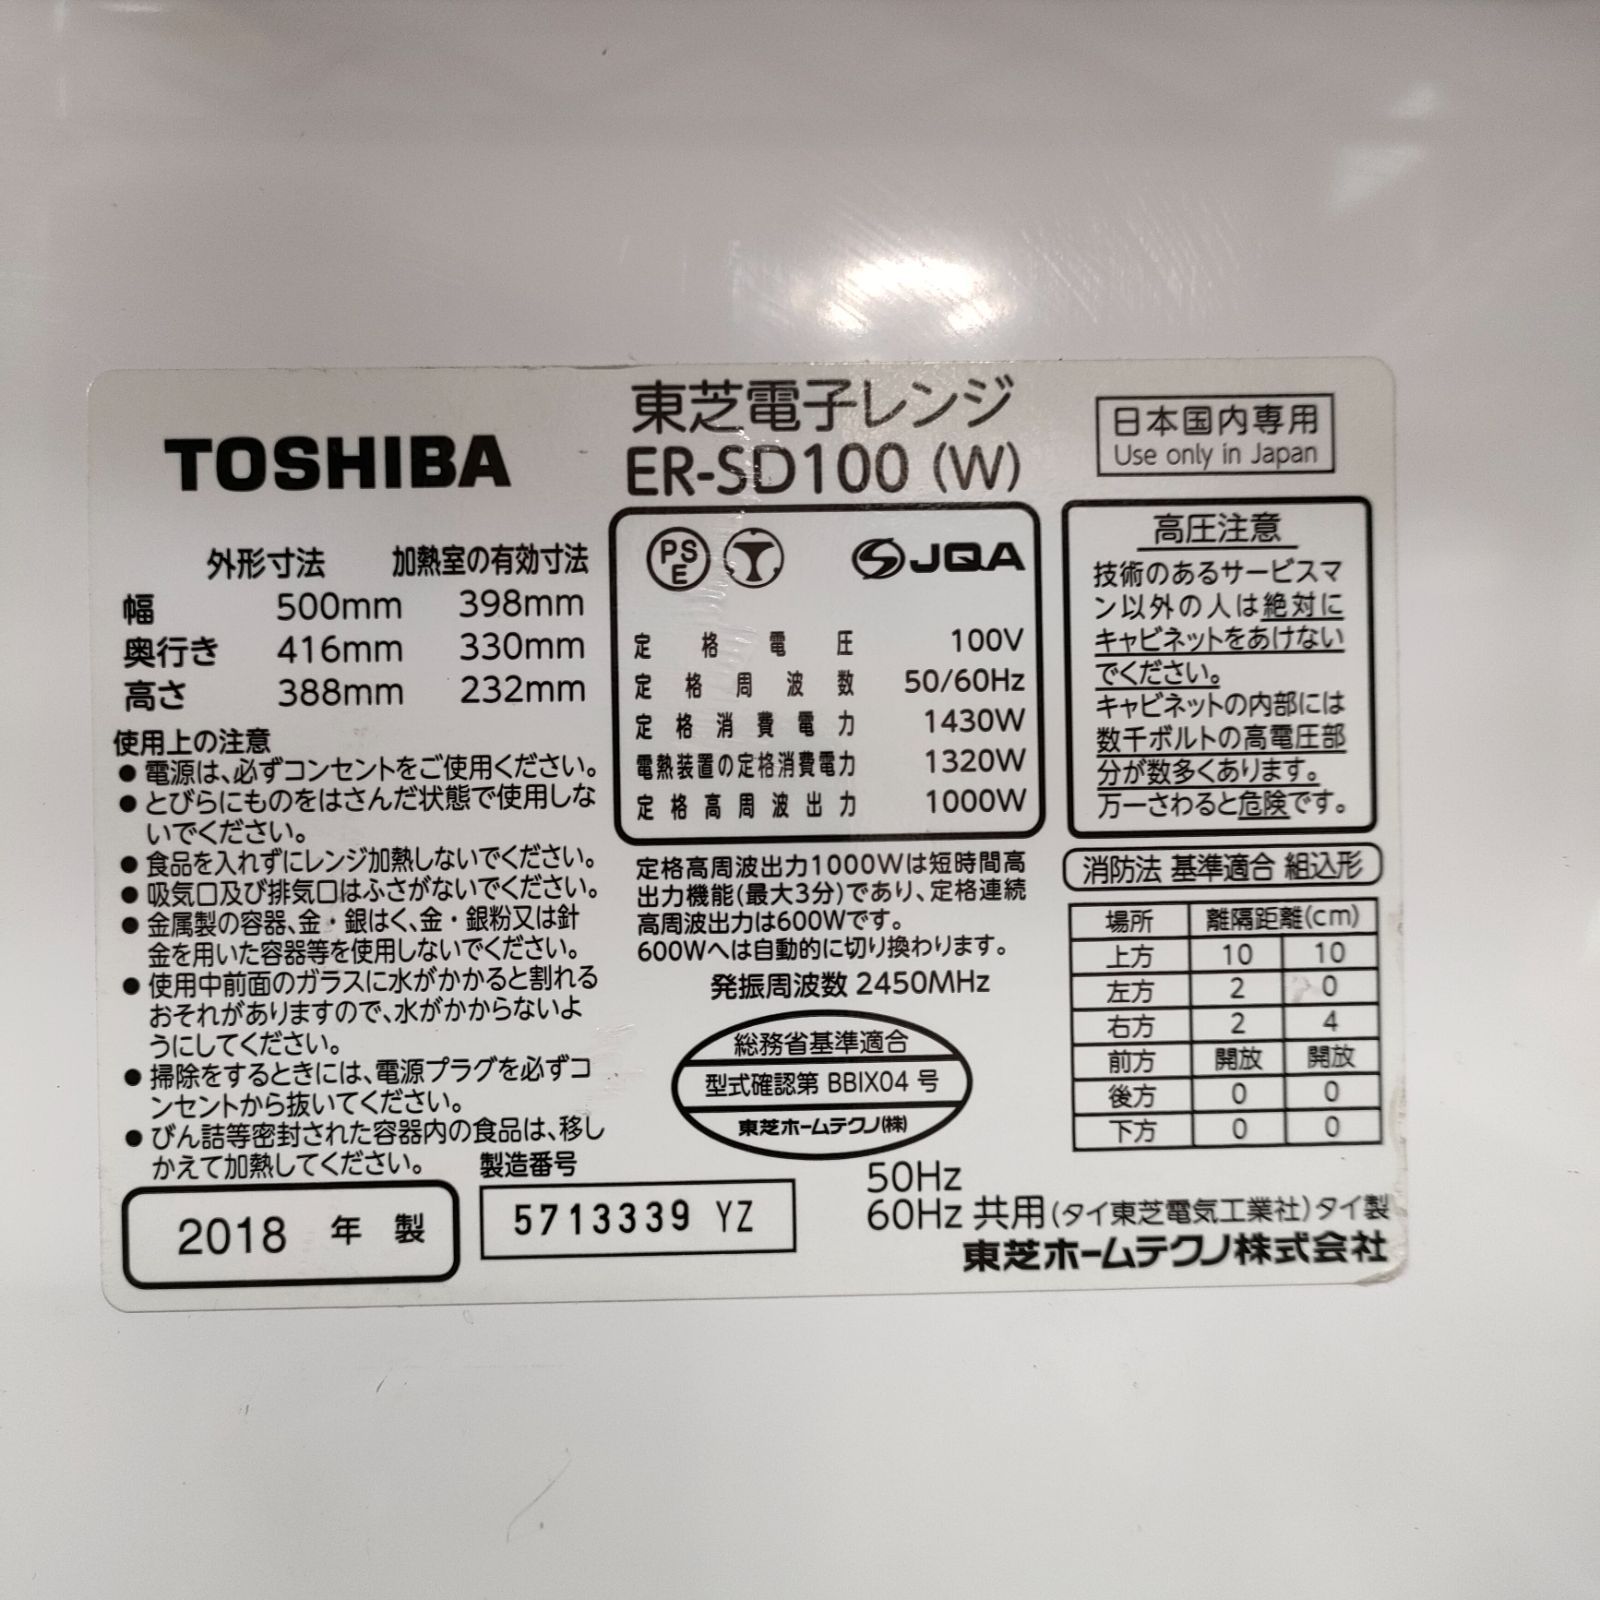 TOSHIBA
東芝電子レンジ
ER-SD100 (W)
日本国内専用
Use only in Japan
外形寸法 加熱室の有効寸法
幅 500mm 398mm
奥行き 416mm 330mm
高さ 388mm 232mm
使用上の注意
● 電源は、必ずコンセントをご使用ください。
● とびらにものをはさんだ状態で使用しな
いでください。
● 食品を入れずにレンジ加熱しないでください。
● 吸気口及び排気口はふさがないでください。
● 金属製の容器、金・銀はく、金・銀粉又は針
金を用いた容器等を使用しないでください。
● 使用中前面のガラスに水がかかると割れる
おそれがありますので、水がかからないよ
うにしてください。
● 掃除をするときには、電源プラグを必ずコ
ンセントから抜いてください。
● びん詰等密封された容器内の食品は、移し
かえて加熱してください。
2018 年 製
製造番号
5713339 YZ
PS
E
JQA
定格電圧 100V
定格周波数 50/60Hz
定格消費電力 1430W
電熱装置の定格消費電力 1320W
定格高周波出力 1000W
定格高周波出力1000Wは短時間高
出力機能(最大3分)であり、定格連続
高周波出力は600Wです。
600Wへは自動的に切り換わります。
発振周波数 2450MHz
総務省基準適合
型式確認第 BBIX04 号
東芝ホームテクノ(株)
高圧注意
技術のあるサービスマ
ン以外の人は絶対に
キャビネットをあけない
でください。
キャビネットの内部には
数千ボルトの高電圧部
分が数多くあります。
万一さわると危険です。
消防法 基準適合 組込形
場所 離隔距離(cm)
上方 10 10
左方 2 0
右方 2 4
前方 開放 開放
後方 0 0
下方 0 0
50Hz
60Hz 共用 (タイ東芝電気工業社) タイ製
東芝ホームテクノ株式会社